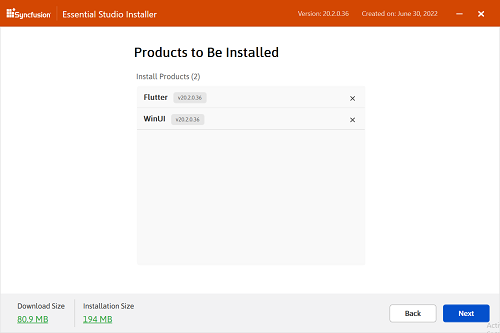 Syncfusion Essential Studio Installer Version: 20.2.0.36 Created on: June 30, 2022
Products to Be Installed
Install Products (2)
Flutter v20.2.0.36
WinUI v20.2.0.36
Download Size Installation Size
80.9 MB 194 MB
Back Next